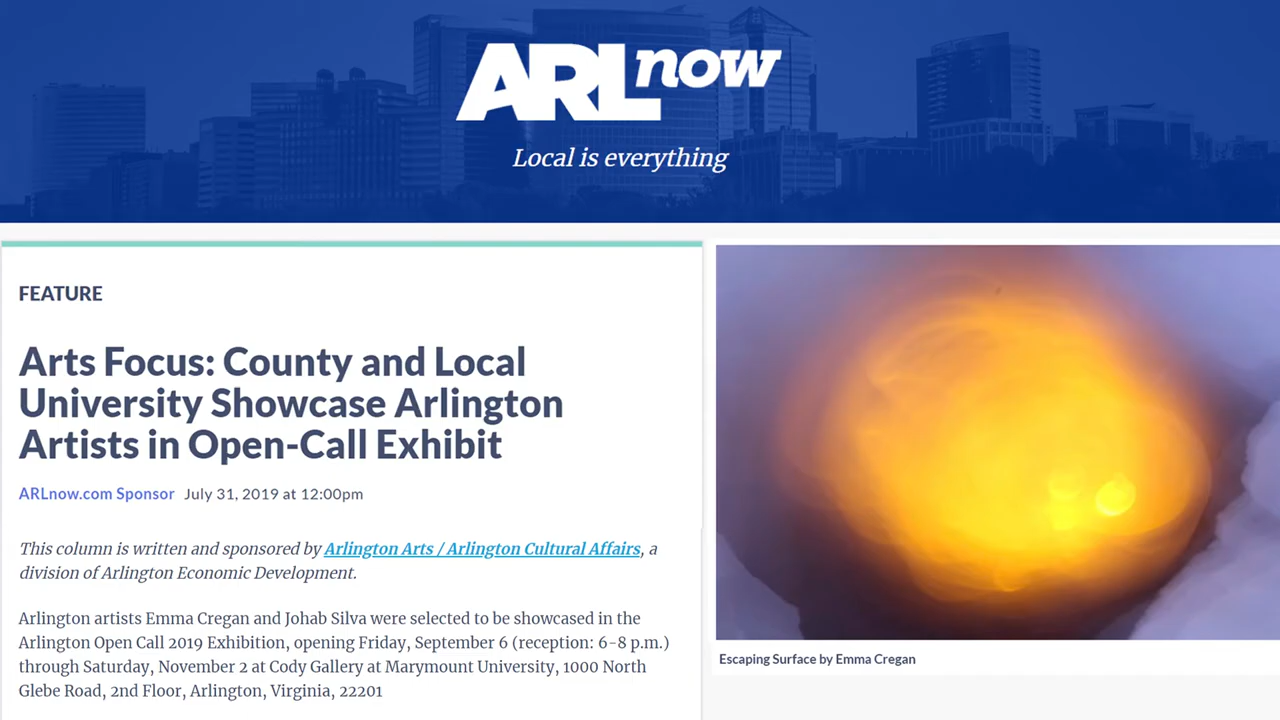 ARLnow
Local is everything
FEATURE
Arts Focus: County and Local
University Showcase Arlington
Artists in Open-Call Exhibit
ARLnow.com Sponsor July 31, 2019 at 12:00pm
This column is written and sponsored by Arlington Arts / Arlington Cultural Affairs, a
division of Arlington Economic Development.
Arlington artists Emma Cregan and Johab Silva were selected to be showcased in the
Arlington Open Call 2019 Exhibition, opening Friday, September 6 (reception: 6-8 p.m.)
through Saturday, November 2 at Cody Gallery at Marymount University, 1000 North
Glebe Road, 2nd Floor, Arlington, Virginia, 22201
Escaping Surface by Emma Cregan